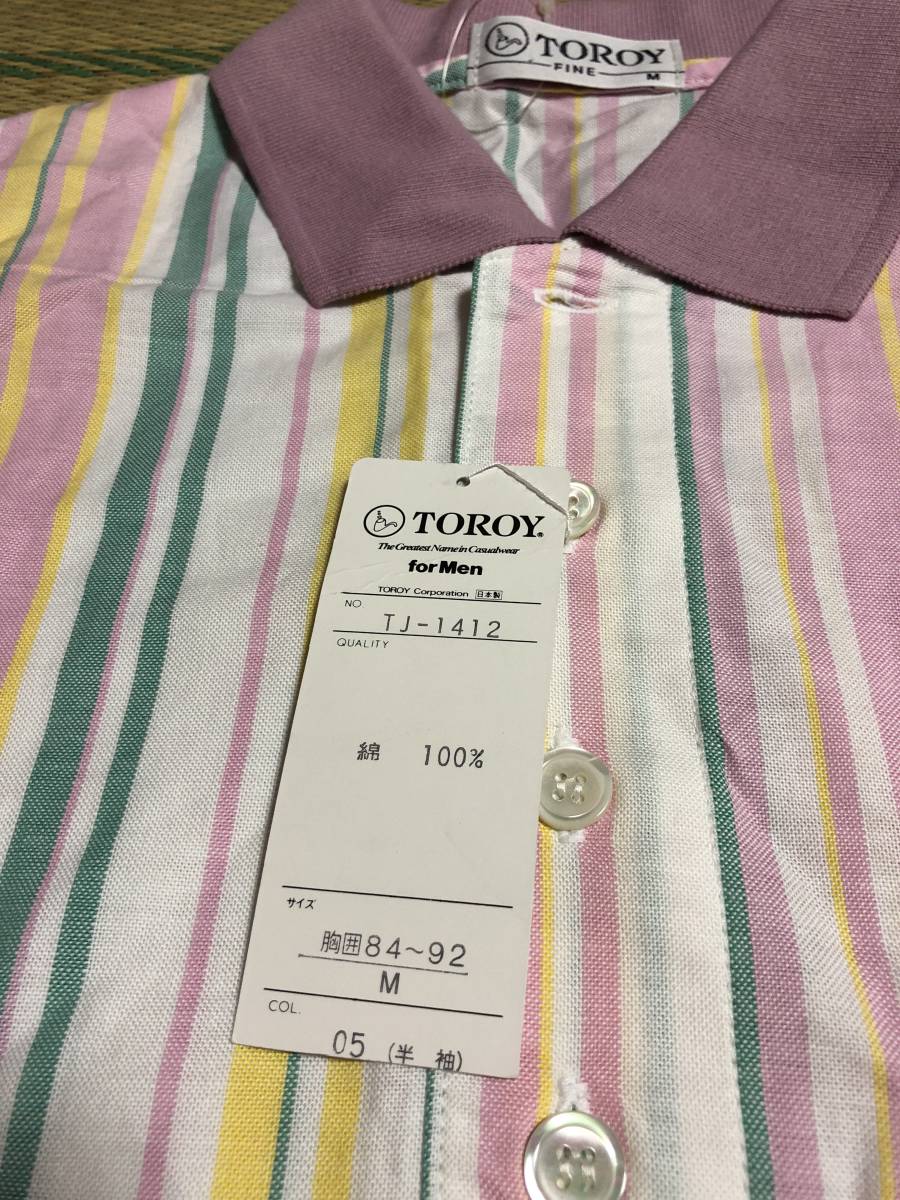 TOROY
FINE
M
TOROY®
The Greatest Name in Casualwear
for Men
TOROY Corporation 日本製
NO
TJ-1412
QUALITY
綿 100%
サイズ
胸囲84~92
M
COL.
05 (半 袖)